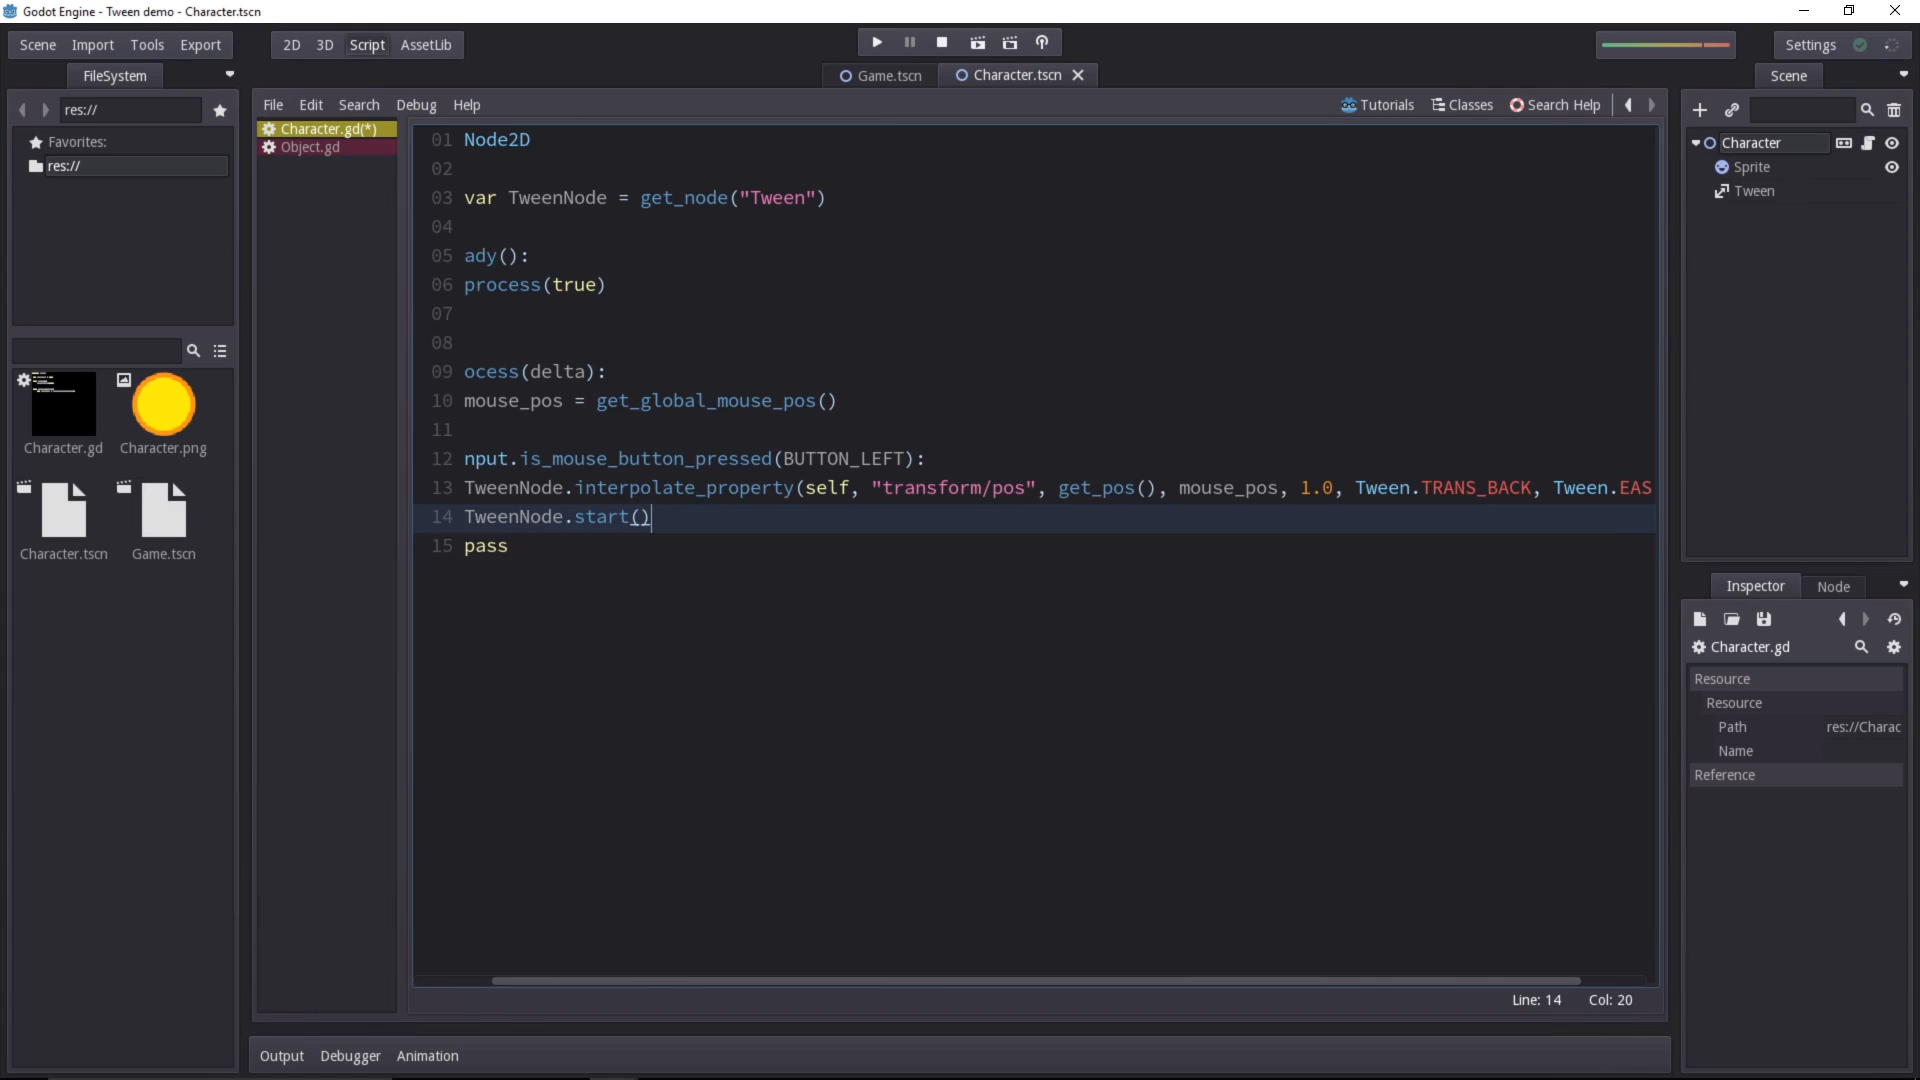 Godot Engine - Tween demo - Character.tscn
Scene Import Tools Export
2D 3D Script AssetLib
Settings
FileSystem
Game.tscn
Character.tscn
Scene
res://
File Edit Search Debug Help
Tutorials Classes Search Help
Favorites:
res://
Character.gd(*)
Object.gd
01 Node2D
02
03 var TweenNode = get_node("Tween")
04
05 ady():
06 process(true)
07
08
09 ocess(delta):
10 mouse_pos = get_global_mouse_pos()
11
12 nput.is_mouse_button_pressed(BUTTON_LEFT):
13 TweenNode.interpolate_property(self, "transform/pos", get_pos(), mouse_pos, 1.0, Tween.TRANS_BACK, Tween.EAS
14 TweenNode.start()
15 pass
Character.gd
Character.png
Character.tscn
Game.tscn
Line: 14 Col: 20
Output Debugger Animation
Character
Sprite
Tween
Inspector Node
Character.gd
Resource
Resource
Path res://Charac
Name
Reference